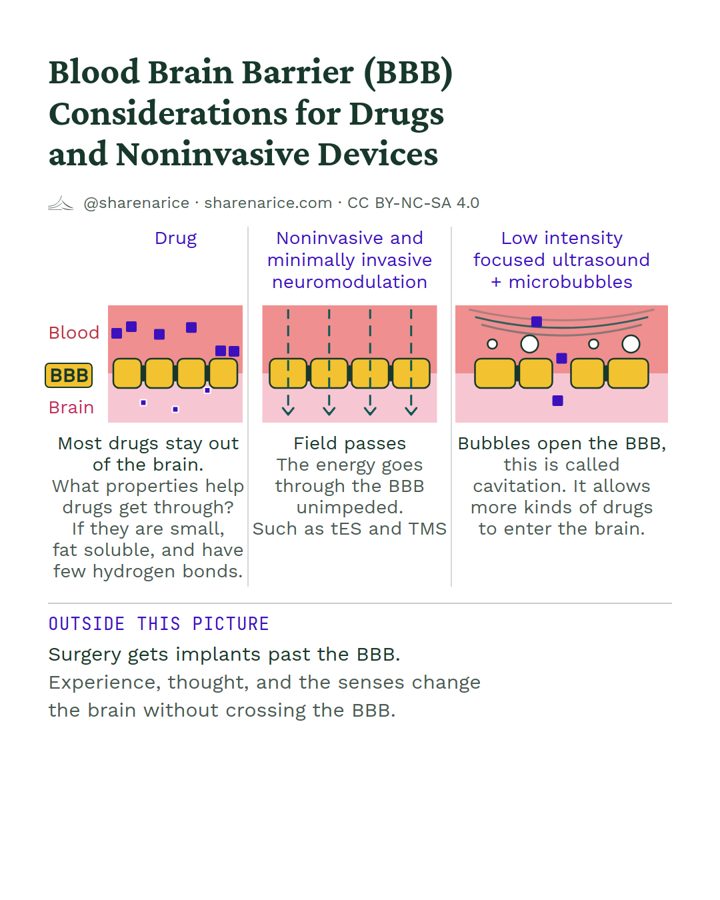 Blood Brain Barrier (BBB)
Considerations for Drugs
and Noninvasive Devices
@sharenarice · sharenarice.com · CC BY-NC-SA 4.0
Drug
Noninvasive and
minimally invasive
neuromodulation
Low intensity
focused ultrasound
+ microbubbles
Blood
BBB
Brain
Most drugs stay out
of the brain.
What properties help
drugs get through?
If they are small,
fat soluble, and have
few hydrogen bonds.
Field passes
The energy goes
through the BBB
unimpeded.
Such as tES and TMS
Bubbles open the BBB,
this is called
cavitation. It allows
more kinds of drugs
to enter the brain.
OUTSIDE THIS PICTURE
Surgery gets implants past the BBB.
Experience, thought, and the senses change
the brain without crossing the BBB.